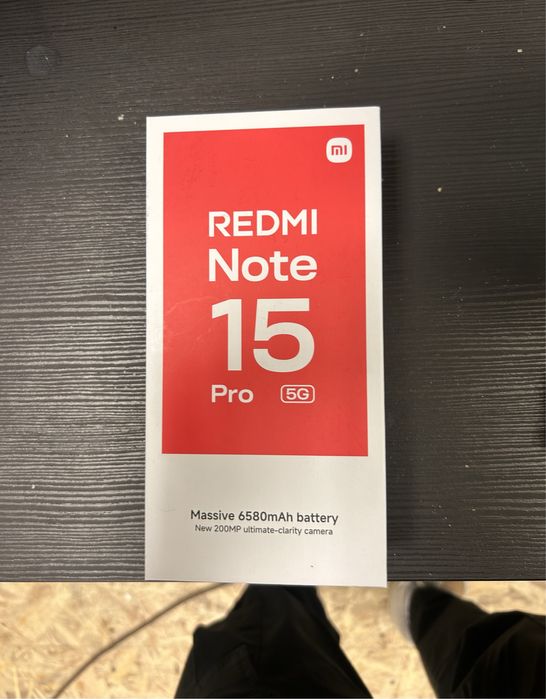 mi
REDMI
Note
15
Pro 5G
Massive 6580mAh battery
New 200MP ultimate-clarity camera